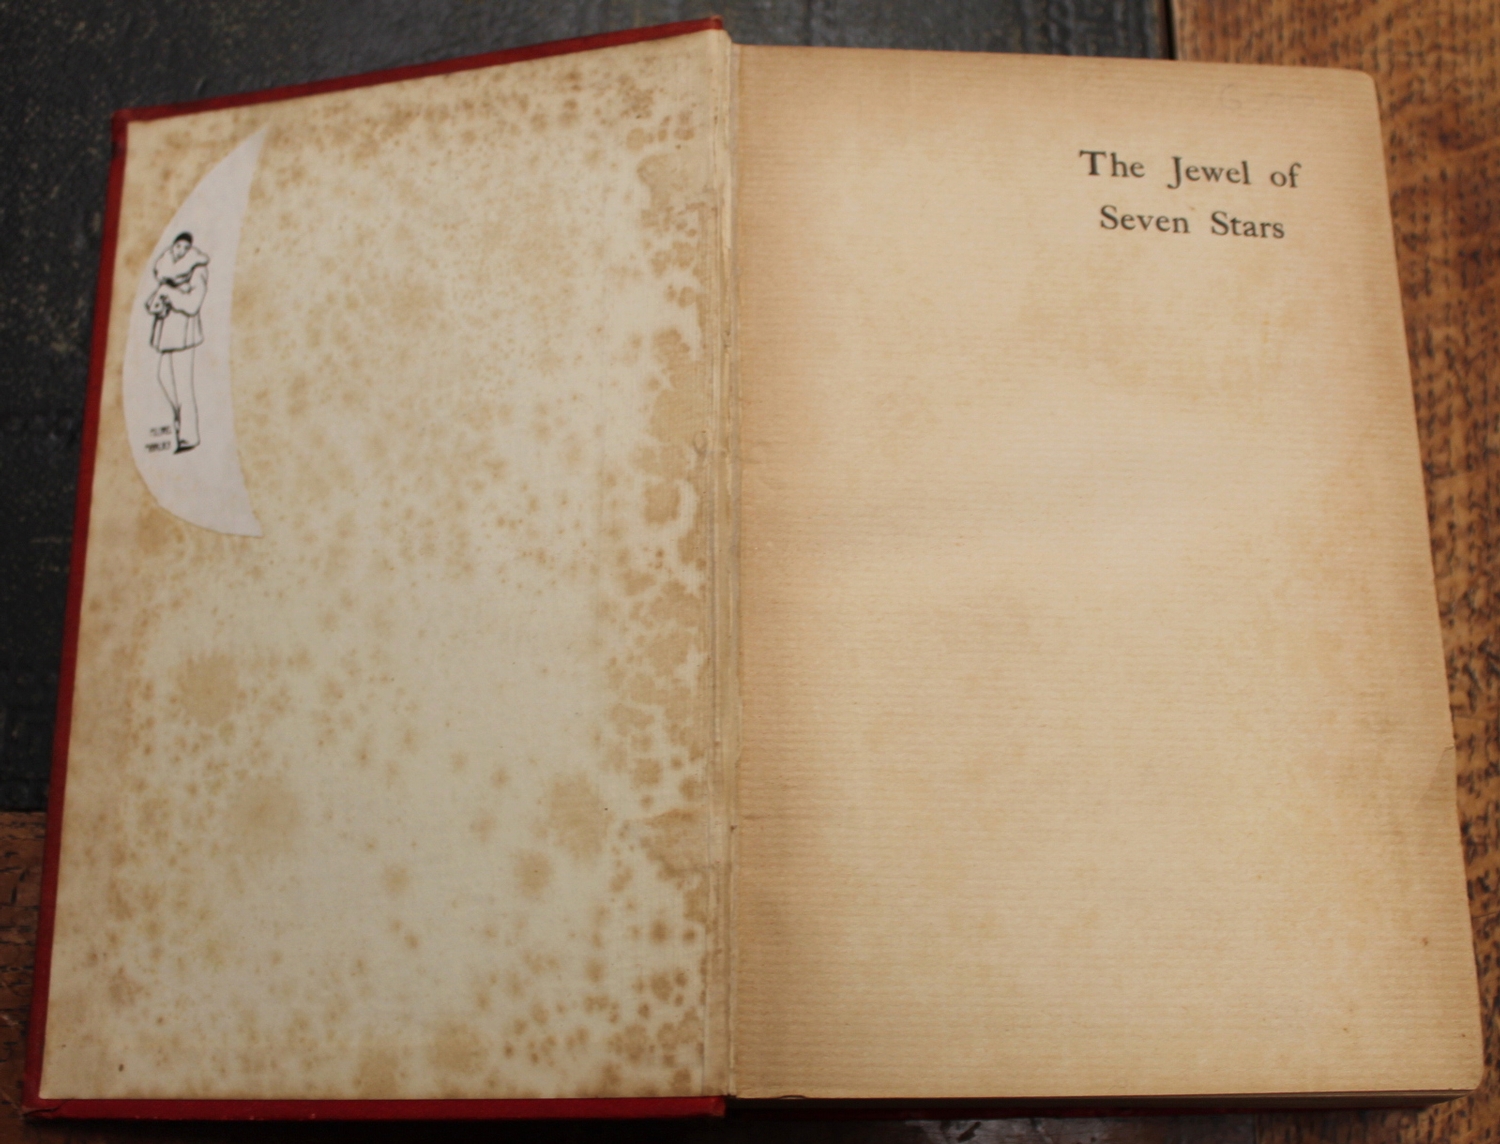 The Jewel of
Seven Stars